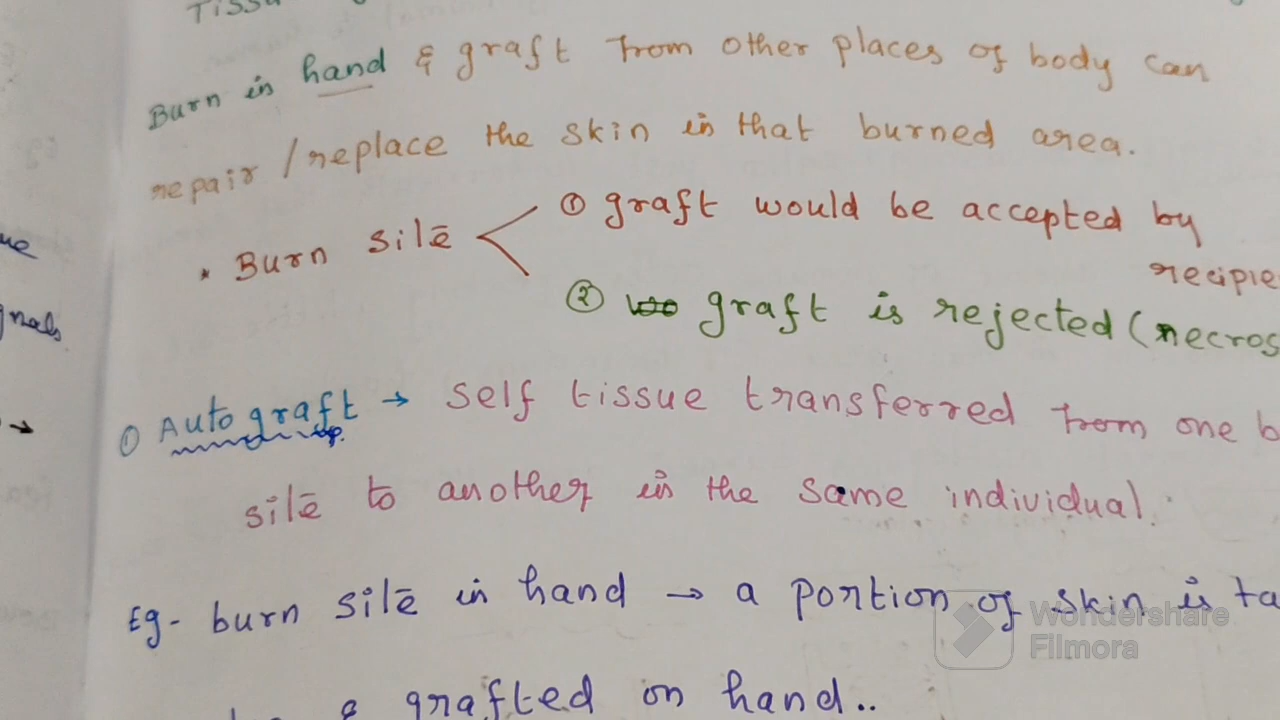 Burn in hand & graft from other places of body can
repair/replace the skin in that burned area.
* Burn site
① graft would be accepted by
② graft is rejected (
① Autograft → self tissue transferred from one
site to another in the same individual.
Eg- burn site in hand → a portion of skin is
& grafted on hand..
Wondershare
Filmora